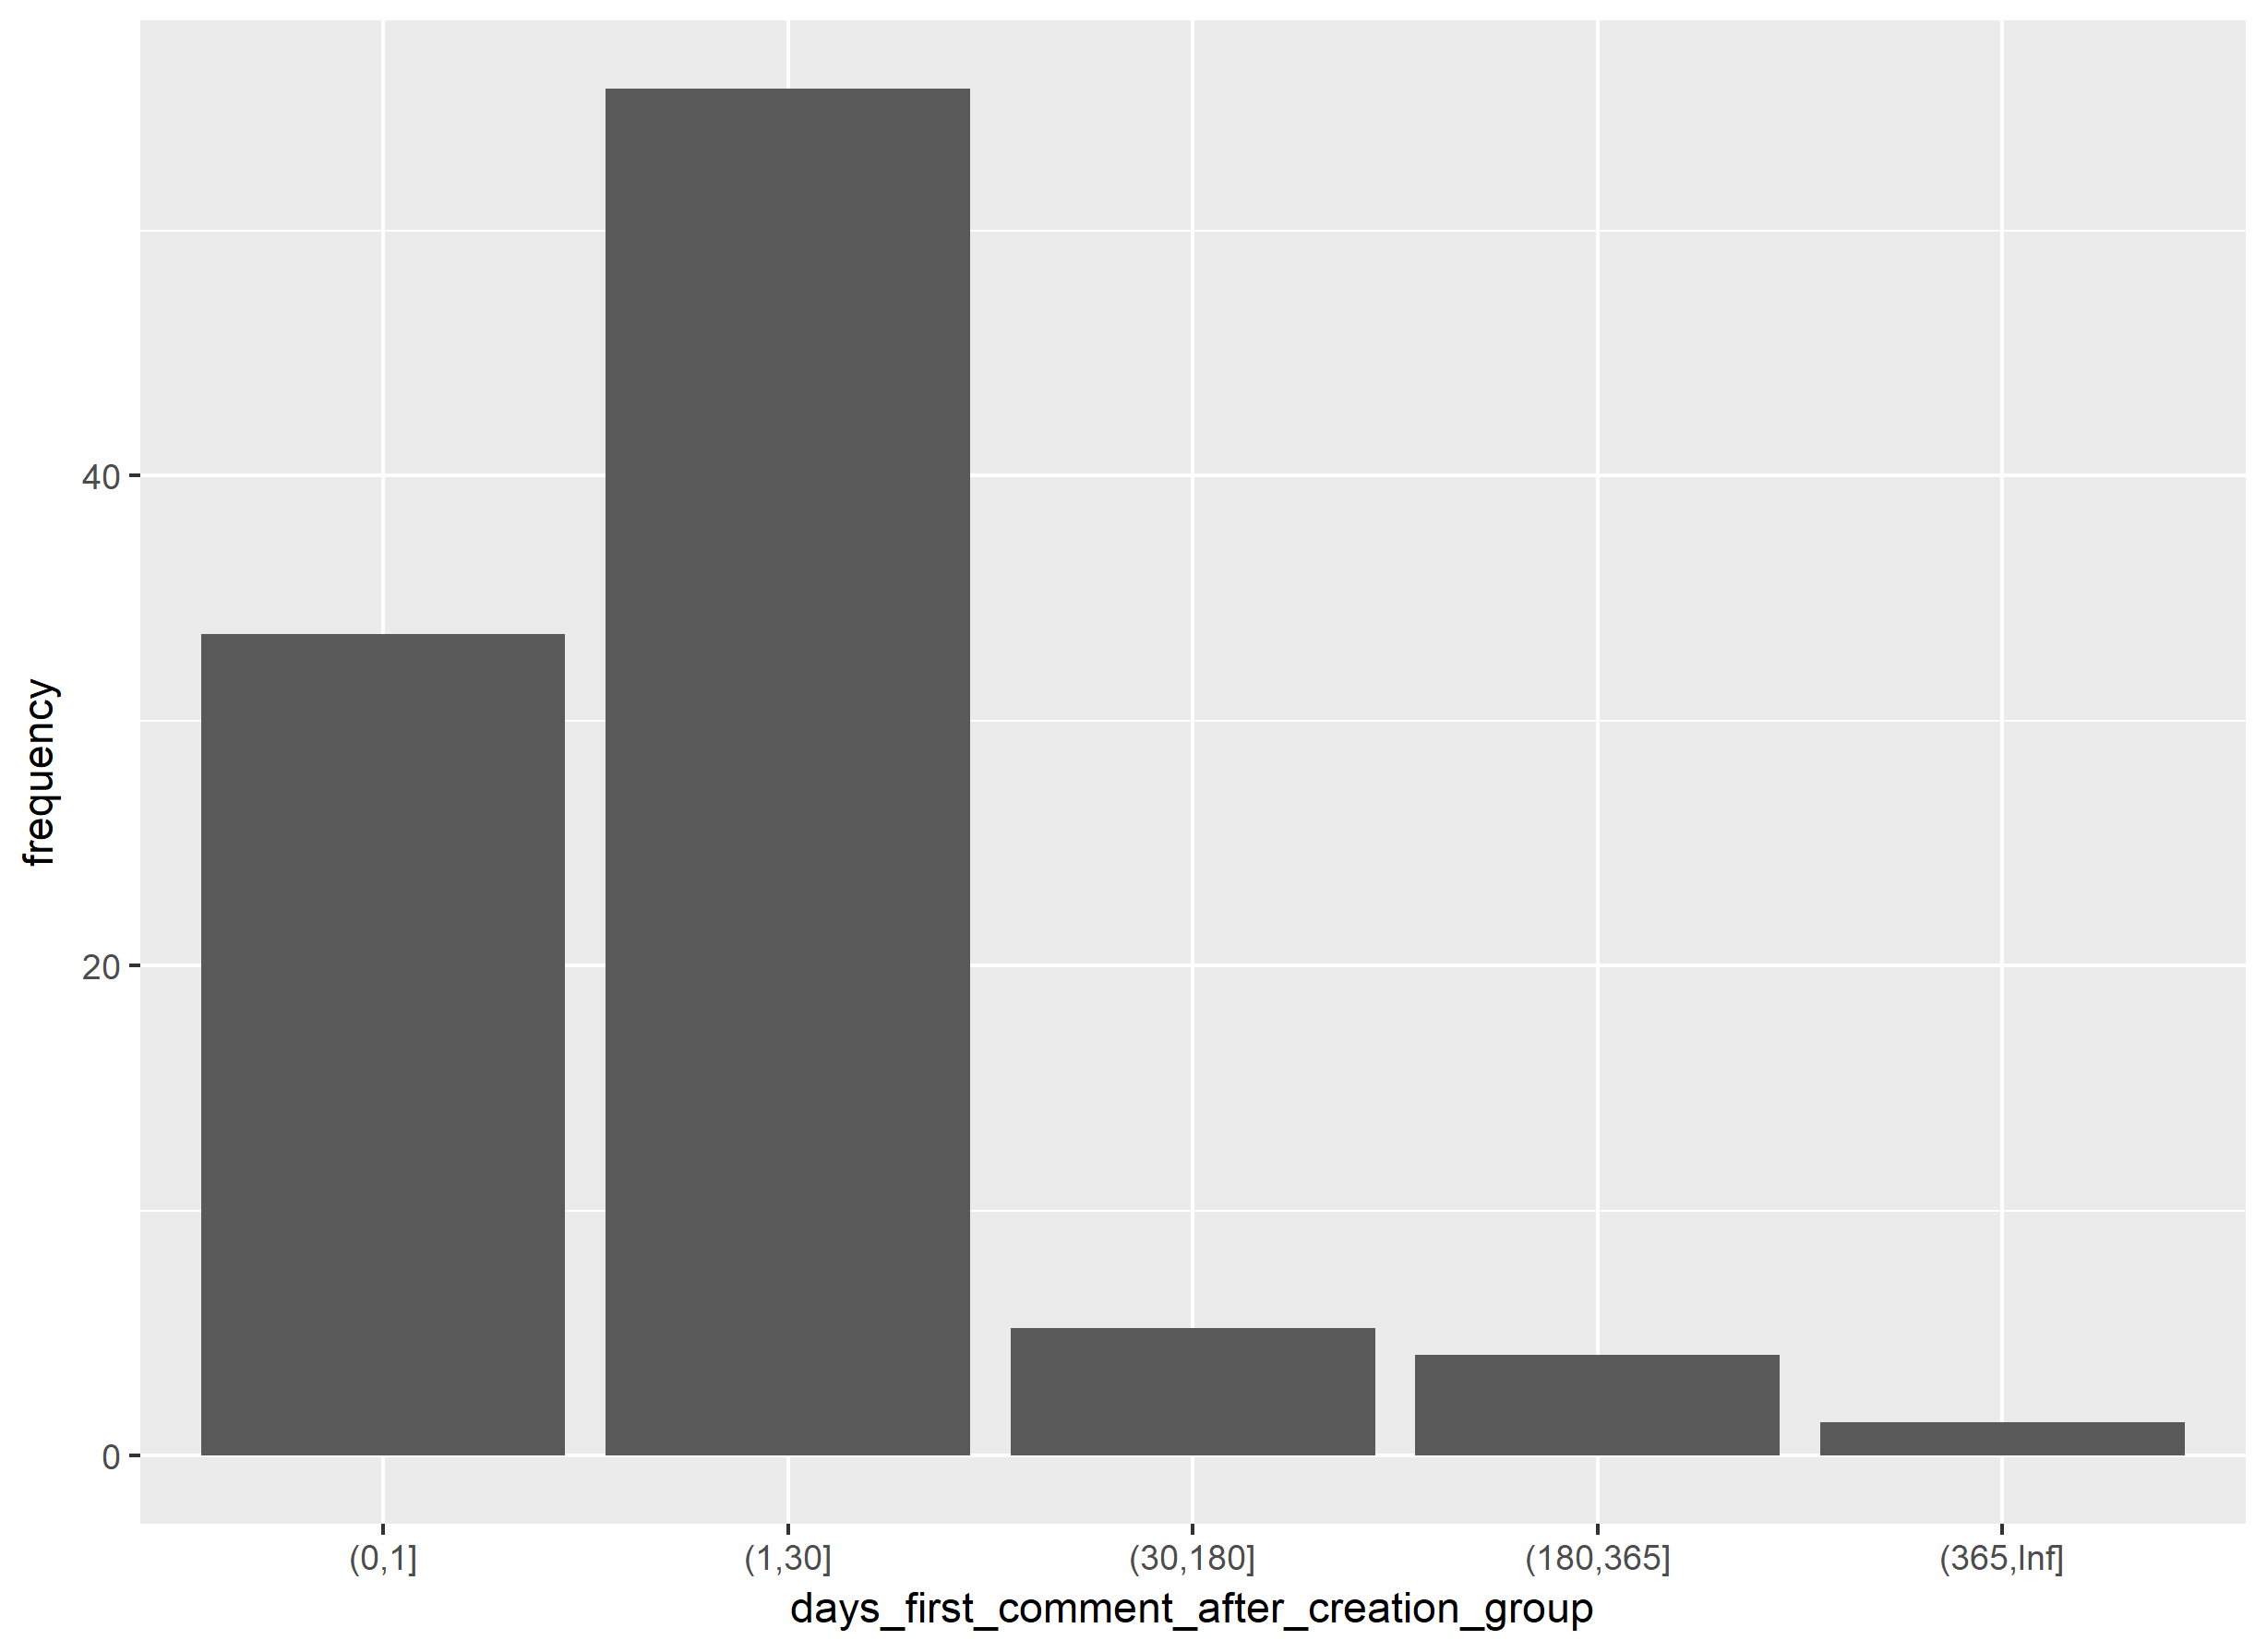 frequency
40
20
0
(0,1]
(1,30]
(30,180]
(180,365]
(365,Inf]
days_first_comment_after_creation_group